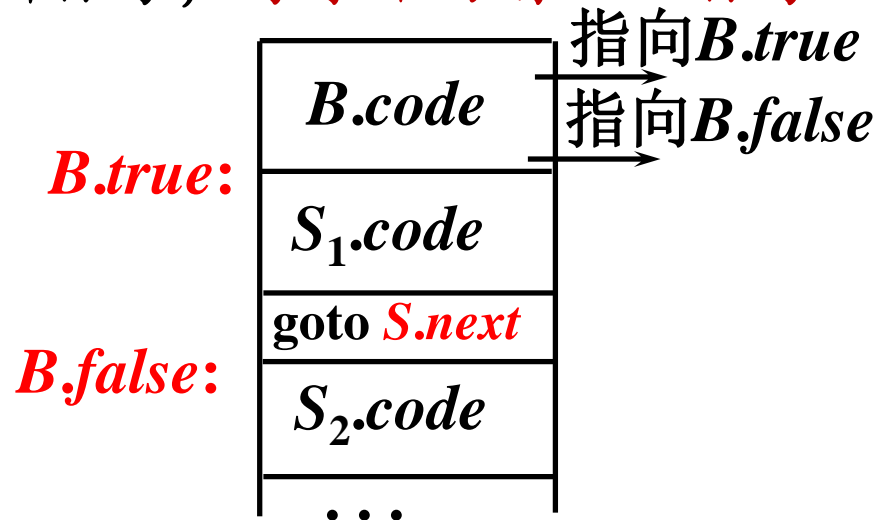 指向B.true
B.code
指向B.false
B.true:
S₁.code
goto S.next
B.false:
S₂.code
...